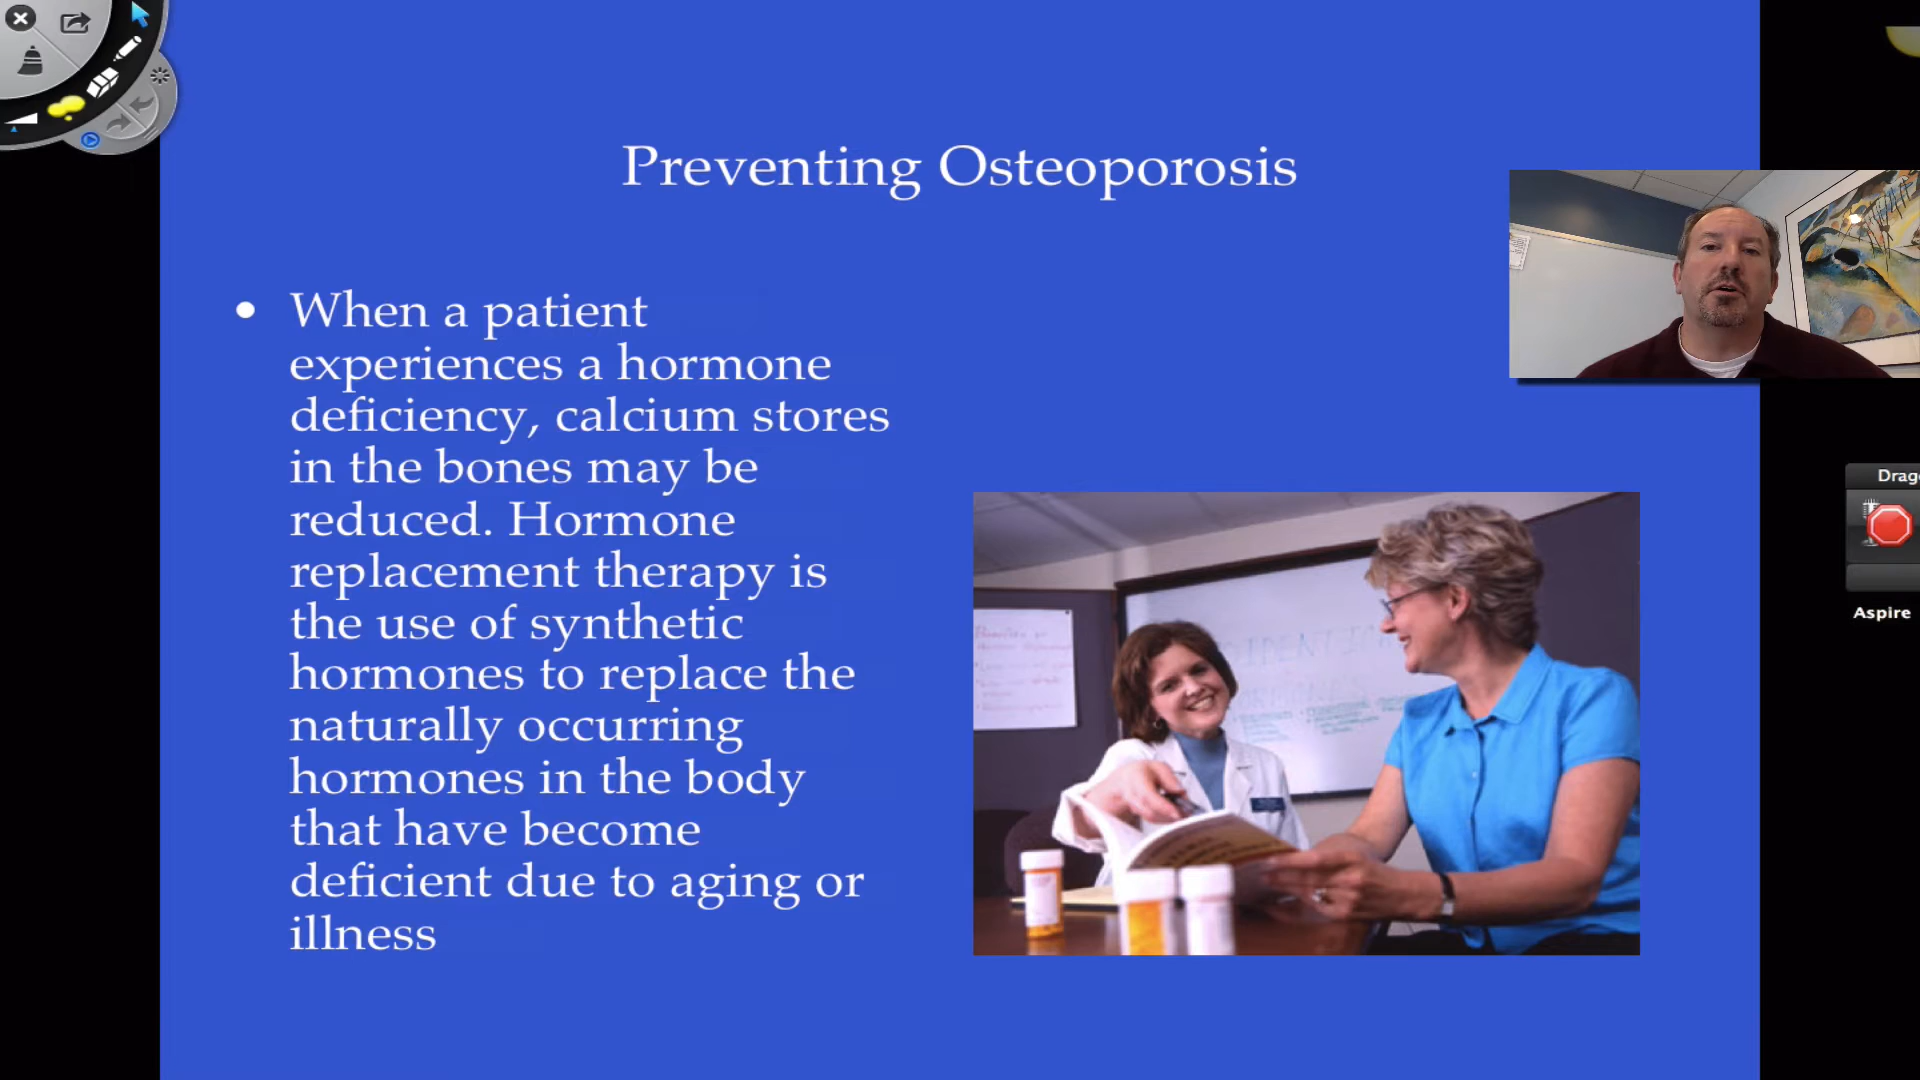 Preventing Osteoporosis
• When a patient
experiences a hormone
deficiency, calcium stores
in the bones may be
reduced. Hormone
replacement therapy is
the use of synthetic
hormones to replace the
naturally occurring
hormones in the body
that have become
deficient due to aging or
illness
Drag
Aspire